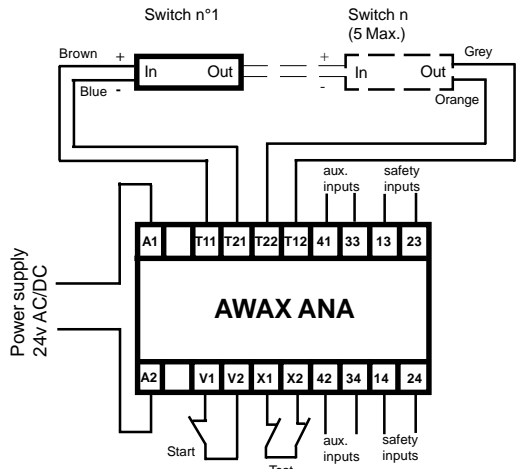 Switch n°1
Switch n
(5 Max.)
Brown
+
In
Out
+
In
Out
Grey
Blue
-
-
Orange
aux.
inputs
safety
inputs
A1
T11
T21
T22
T12
41
33
13
23
Power supply
24v AC/DC
AWAX ANA
A2
V1
V2
X1
X2
42
34
14
24
Start
Test
aux.
inputs
safety
inputs